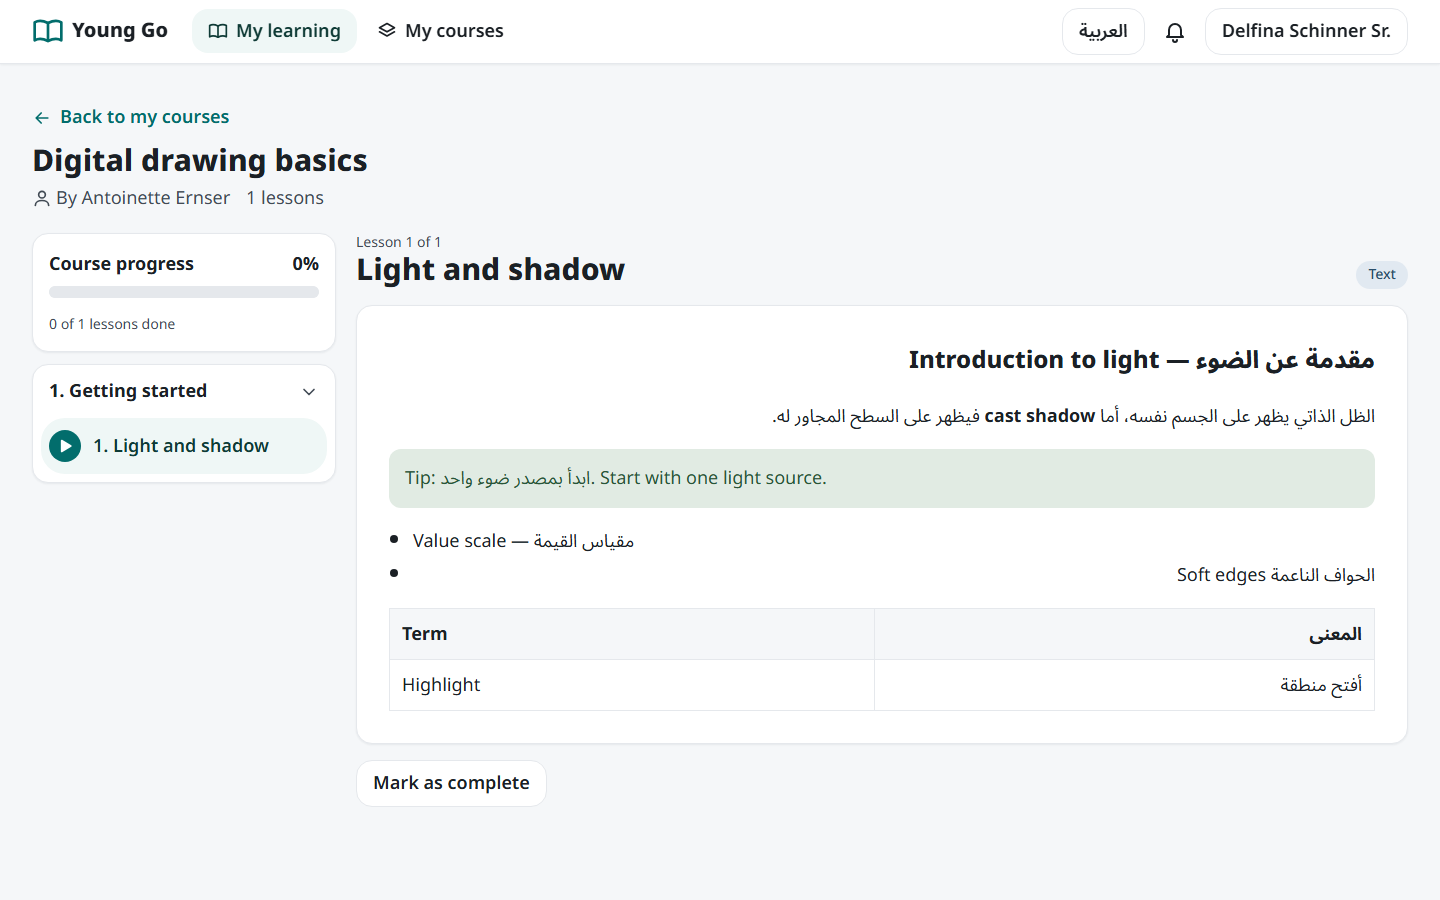 Young Go
My learning
My courses
العربية
Delfina Schinner Sr.
Back to my courses
Digital drawing basics
By Antoinette Ernser 1 lessons
Course progress 0%
0 of 1 lessons done
1. Getting started
1. Light and shadow
Lesson 1 of 1
Light and shadow
Text
مقدمة عن الضوء — Introduction to light
الظل الذاتي يظهر على الجسم نفسه، أما cast shadow فيظهر على السطح المجاور له.
Tip: ابدأ بمصدر ضوء واحد. Start with one light source.
Value scale — مقياس القيمة
الحواف الناعمة Soft edges
Term المعنى
Highlight أفتح منطقة
Mark as complete